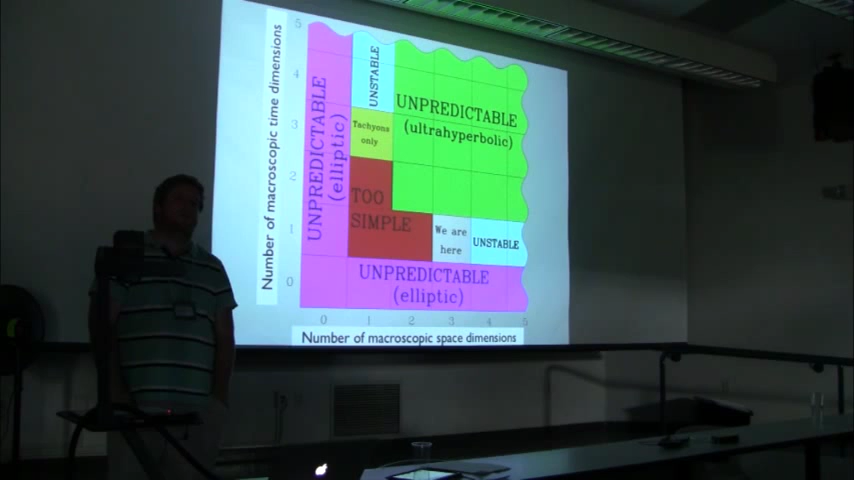 Number of macroscopic time dimensions
5
4
3
2
1
0
UNPREDICTABLE
(elliptic)
UNSTABLE
UNPREDICTABLE
(ultrahyperbolic)
Tachyons
only
TOO
SIMPLE
We are
here
UNSTABLE
UNPREDICTABLE
(elliptic)
0 1 2 3 4 5
Number of macroscopic space dimensions